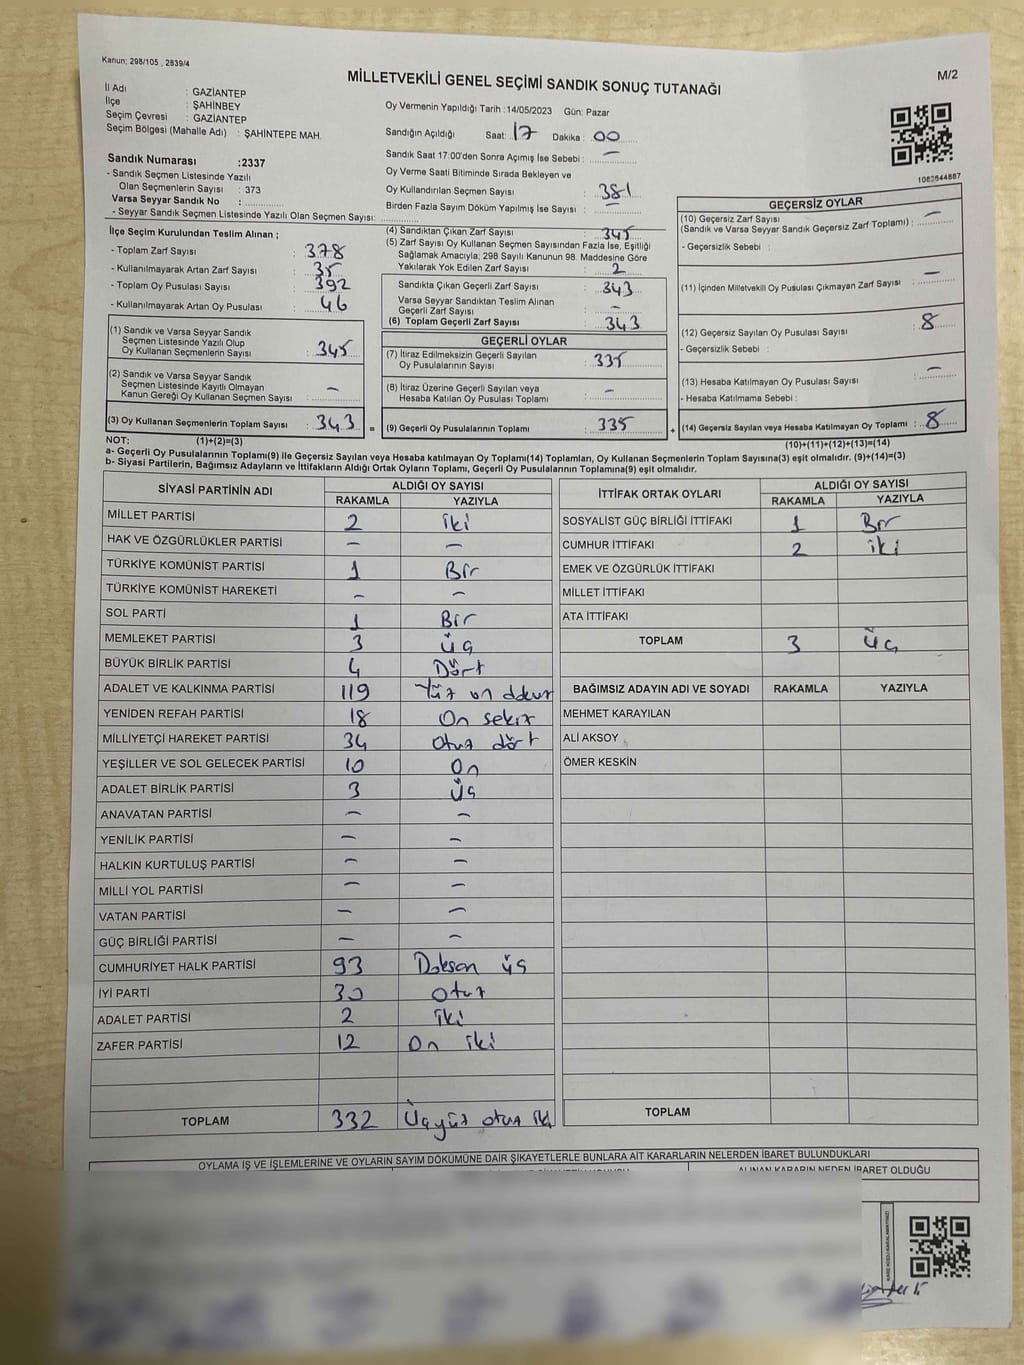 Kanun; 298/105 , 2839/4
MİLLETVEKİLİ GENEL SEÇİMİ SANDIK SONUÇ TUTANAĞI
M/2
İl Adı : GAZİANTEP
İlçe : ŞAHİNBEY
Seçim Çevresi : GAZİANTEP
Seçim Bölgesi (Mahalle Adı) : ŞAHİNTEPE MAH.
Sandık Numarası :2337
- Sandık Seçmen Listesinde Yazılı
Olan Seçmenlerin Sayısı : 373
Varsa Seyyar Sandık No :
- Seyyar Sandık Seçmen Listesinde Yazılı Olan Seçmen Sayısı:
Oy Vermenin Yapıldığı Tarih :14/05/2023 Gün: Pazar
Sandığın Açıldığı Saat: 17 Dakika: 00
Sandık Saat 17:00'den Sonra Açımış İse Sebebi : –
Oy Verme Saati Bitiminde Sırada Bekleyen ve
Oy Kullandırılan Seçmen Sayısı : 381
Birden Fazla Sayım Döküm Yapılmış İse Sayısı : –
1082644887
İlçe Seçim Kurulundan Teslim Alınan ;
- Toplam Zarf Sayısı : 378
- Kullanılmayarak Artan Zarf Sayısı : 35
- Toplam Oy Pusulası Sayısı : 392
- Kullanılmayarak Artan Oy Pusulası : 46
(1) Sandık ve Varsa Seyyar Sandık
Seçmen Listesinde Yazılı Olup
Oy Kullanan Seçmenlerin Sayısı : 345
(2) Sandık ve Varsa Seyyar Sandık
Seçmen Listesinde Kayıtlı Olmayan
Kanun Gereği Oy Kullanan Seçmen Sayısı : –
(3) Oy Kullanan Seçmenlerin Toplam Sayısı : 343 =
(4) Sandıktan Çıkan Zarf Sayısı : 345
(5) Zarf Sayısı Oy Kullanan Seçmen Sayısından Fazla İse, Eşitliği
Sağlamak Amacıyla; 298 Sayılı Kanunun 98. Maddesine Göre
Yakılarak Yok Edilen Zarf Sayısı : 2
Sandıkta Çıkan Geçerli Zarf Sayısı : 343
Varsa Seyyar Sandıktan Teslim Alınan
Geçerli Zarf Sayısı : –
(6) Toplam Geçerli Zarf Sayısı : 343
GEÇERLİ OYLAR
(7) İtiraz Edilmeksizin Geçerli Sayılan
Oy Pusulalarının Sayısı : 335
(8) İtiraz Üzerine Geçerli Sayılan veya
Hesaba Katılan Oy Pusulası Toplamı : –
(9) Geçerli Oy Pusulalarının Toplamı : 335 +
GEÇERSİZ OYLAR
(10) Geçersiz Zarf Sayısı
(Sandık ve Varsa Seyyar Sandık Geçersiz Zarf Toplamı) : –
- Geçersizlik Sebebi :
(11) İçinden Milletvekili Oy Pusulası Çıkmayan Zarf Sayısı : –
(12) Geçersiz Sayılan Oy Pusulası Sayısı : 8
- Geçersizlik Sebebi :
(13) Hesaba Katılmayan Oy Pusulası Sayısı : –
- Hesaba Katılmama Sebebi :
(14) Geçersiz Sayılan veya Hesaba Katılmayan Oy Toplamı : 8
NOT: (1)+(2)=(3) (10)+(11)+(12)+(13)=(14)
a- Geçerli Oy Pusulalarının Toplamı(9) ile Geçersiz Sayılan veya Hesaba Katılmayan Oy Toplamı(14) Toplamları, Oy Kullanan Seçmenlerin Toplam Sayısına(3) eşit olmalıdır. (9)+(14)=(3)
b- Siyasi Partilerin, Bağımsız Adayların ve İttifakların Aldığı Ortak Oyların Toplamı, Geçerli Oy Pusulalarının Toplamına(9) eşit olmalıdır.
SİYASİ PARTİNİN ADI ALDIĞI OY SAYISI
RAKAMLA YAZIYLA
MİLLET PARTİSİ 2 iki
HAK VE ÖZGÜRLÜKLER PARTİSİ – –
TÜRKİYE KOMÜNİST PARTİSİ 1 Bir
TÜRKİYE KOMÜNİST HAREKETİ – –
SOL PARTİ 1 Bir
MEMLEKET PARTİSİ 3 üç
BÜYÜK BİRLİK PARTİSİ 4 Dört
ADALET VE KALKINMA PARTİSİ 119 Yüz on dokuz
YENİDEN REFAH PARTİSİ 18 On sekiz
MİLLİYETÇİ HAREKET PARTİSİ 34 otuz dört
YEŞİLLER VE SOL GELECEK PARTİSİ 10 On
ADALET BİRLİK PARTİSİ 3 üç
ANAVATAN PARTİSİ – –
YENİLİK PARTİSİ – –
HALKIN KURTULUŞ PARTİSİ – –
MİLLİ YOL PARTİSİ – –
VATAN PARTİSİ – –
GÜÇ BİRLİĞİ PARTİSİ – –
CUMHURİYET HALK PARTİSİ 93 Doksan üç
İYİ PARTİ 30 otuz
ADALET PARTİSİ 2 iki
ZAFER PARTİSİ 12 On iki
TOPLAM 332 Üçyüz otuz iki
İTTİFAK ORTAK OYLARI ALDIĞI OY SAYISI
RAKAMLA YAZIYLA
SOSYALİST GÜÇ BİRLİĞİ İTTİFAKI 1 Bir
CUMHUR İTTİFAKI 2 iki
EMEK VE ÖZGÜRLÜK İTTİFAKI
MİLLET İTTİFAKI
ATA İTTİFAKI
TOPLAM 3 üç
BAĞIMSIZ ADAYIN ADI VE SOYADI RAKAMLA YAZIYLA
MEHMET KARAYILAN
ALİ AKSOY
ÖMER KESKİN
TOPLAM
OYLAMA İŞ VE İŞLEMLERİNE VE OYLARIN SAYIM DÖKÜMÜNE DAİR ŞİKAYETLERLE BUNLARA AİT KARARLARIN NELERDEN İBARET BULUNDUKLARI
ALINAN KARARIN NEDEN İBARET OLDUĞU